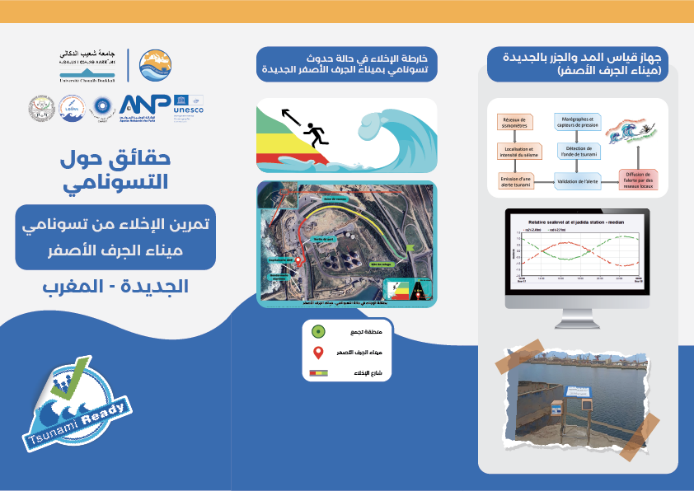 جامعة شعيب الدكالي
Université Chouaib Doukkali
ANP
unesco
حقائق حول
التسونامي
تمرين الإخلاء من تسونامي
ميناء الجرف الأصفر
الجديدة - المغرب
Tsunami Ready
خارطة الإخلاء في حالة حدوث
تسونامي بميناء الجرف الأصفر الجديدة
منطقة تجمع
ميناء الجرف الأصفر
شارع الإخلاء
جهاز قياس المد والجزر بالجديدة
(ميناء الجرف الأصفر)
Réseaux de
sismomètres
Marégraphes et
capteurs de pression
Localisation et
intensité du séisme
Détection de
l'onde de tsunami
Emission d'une
alerte tsunami
Validation de l'alerte
Diffusion de
l'alerte par des
réseaux locaux
Relative sealevel at el jadida station - median